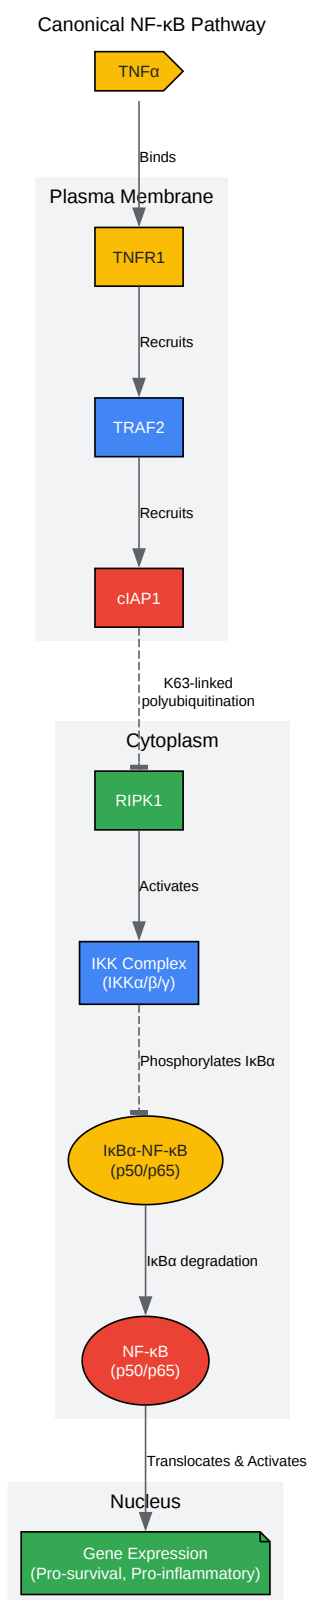 Canonical NF-κB Pathway
TNFα
Binds
Plasma Membrane
TNFR1
Recruits
TRAF2
Recruits
cIAP1
K63-linked
polyubiquitination
Cytoplasm
RIPK1
Activates
IKK Complex
(IKKα/β/γ)
Phosphorylates IκBα
IκBα-NF-κB
(p50/p65)
IκBα degradation
NF-κB
(p50/p65)
Translocates & Activates
Nucleus
Gene Expression
(Pro-survival, Pro-inflammatory)